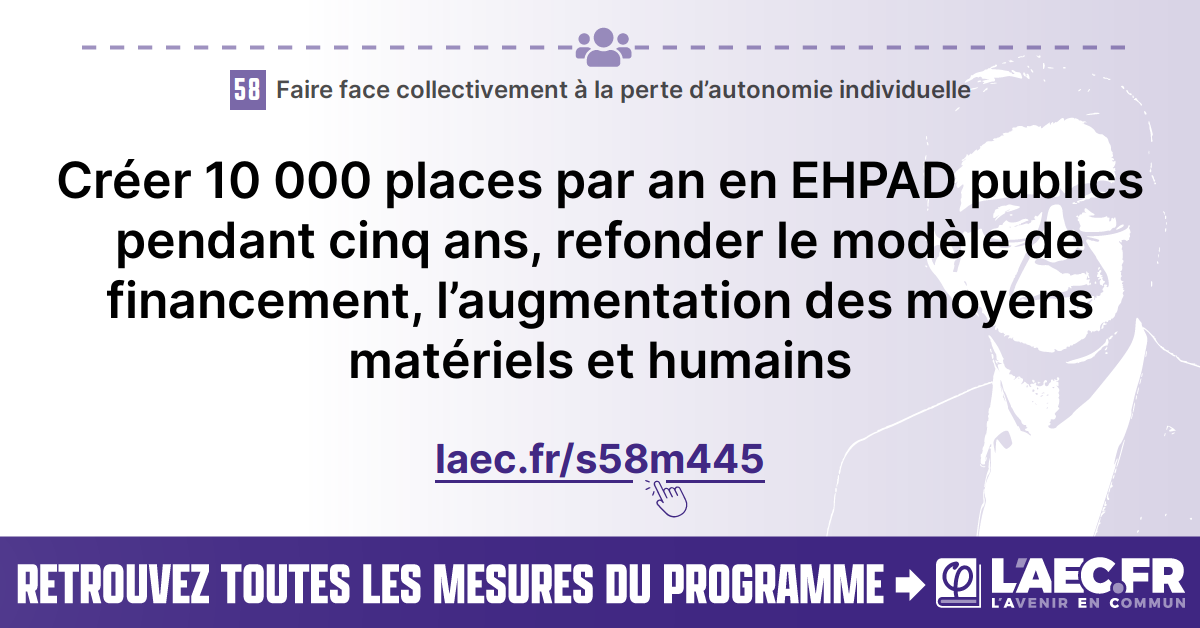 58 Faire face collectivement à la perte d’autonomie individuelle
Créer 10 000 places par an en EHPAD publics
pendant cinq ans, refonder le modèle de
financement, l’augmentation des moyens
matériels et humains
laec.fr/s58m445
RETROUVEZ TOUTES LES MESURES DU PROGRAMME
φ L'AEC.FR
L'AVENIR EN COMMUN